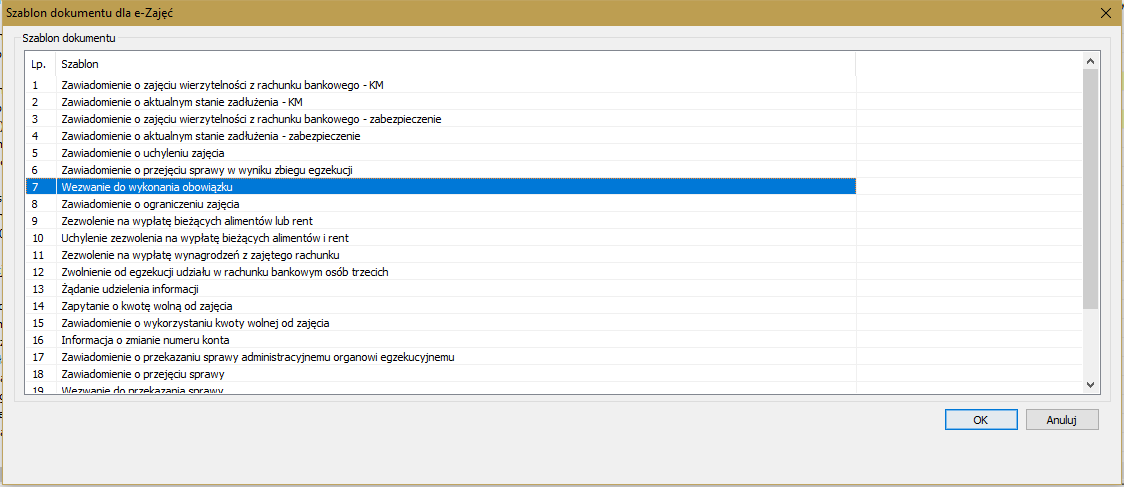 Szablon dokumentu dla e-Zajęć
Szablon dokumentu
Lp. Szablon
1 Zawiadomienie o zajęciu wierzytelności z rachunku bankowego - KM
2 Zawiadomienie o aktualnym stanie zadłużenia - KM
3 Zawiadomienie o zajęciu wierzytelności z rachunku bankowego - zabezpieczenie
4 Zawiadomienie o aktualnym stanie zadłużenia - zabezpieczenie
5 Zawiadomienie o uchyleniu zajęcia
6 Zawiadomienie o przejęciu sprawy w wyniku zbiegu egzekucji
7 Wezwanie do wykonania obowiązku
8 Zawiadomienie o ograniczeniu zajęcia
9 Zezwolenie na wypłatę bieżących alimentów lub rent
10 Uchylenie zezwolenia na wypłatę bieżących alimentów i rent
11 Zezwolenie na wypłatę wynagrodzeń z zajętego rachunku
12 Zwolnienie od egzekucji udziału w rachunku bankowym osób trzecich
13 Żądanie udzielenia informacji
14 Zapytanie o kwotę wolną od zajęcia
15 Zawiadomienie o wykorzystaniu kwoty wolnej od zajęcia
16 Informacja o zmianie numeru konta
17 Zawiadomienie o przekazaniu sprawy administracyjnemu organowi egzekucyjnemu
18 Zawiadomienie o przejęciu sprawy
19 Wezwanie do przekazania sprawy
OK Anuluj